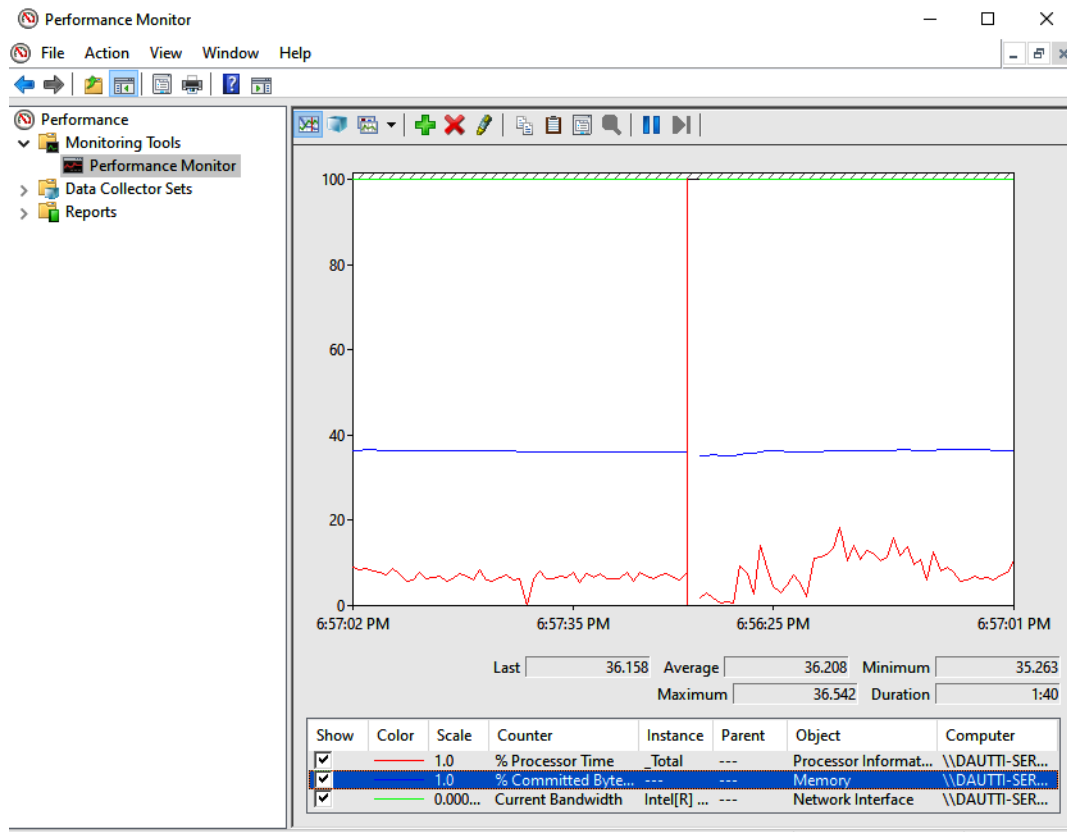 Performance Monitor
File Action View Window Help
Performance
Monitoring Tools
Performance Monitor
Data Collector Sets
Reports
100
80
60
40
20
0
6:57:02 PM 6:57:35 PM 6:56:25 PM 6:57:01 PM
Last 36.158 Average 36.208 Minimum 35.263
Maximum 36.542 Duration 1:40
Show Color Scale Counter Instance Parent Object Computer
1.0 % Processor Time _Total --- Processor Informat... \\DAUTTI-SER...
1.0 % Committed Byte... --- --- Memory \\DAUTTI-SER...
0.000... Current Bandwidth Intel[R] ... --- Network Interface \\DAUTTI-SER...